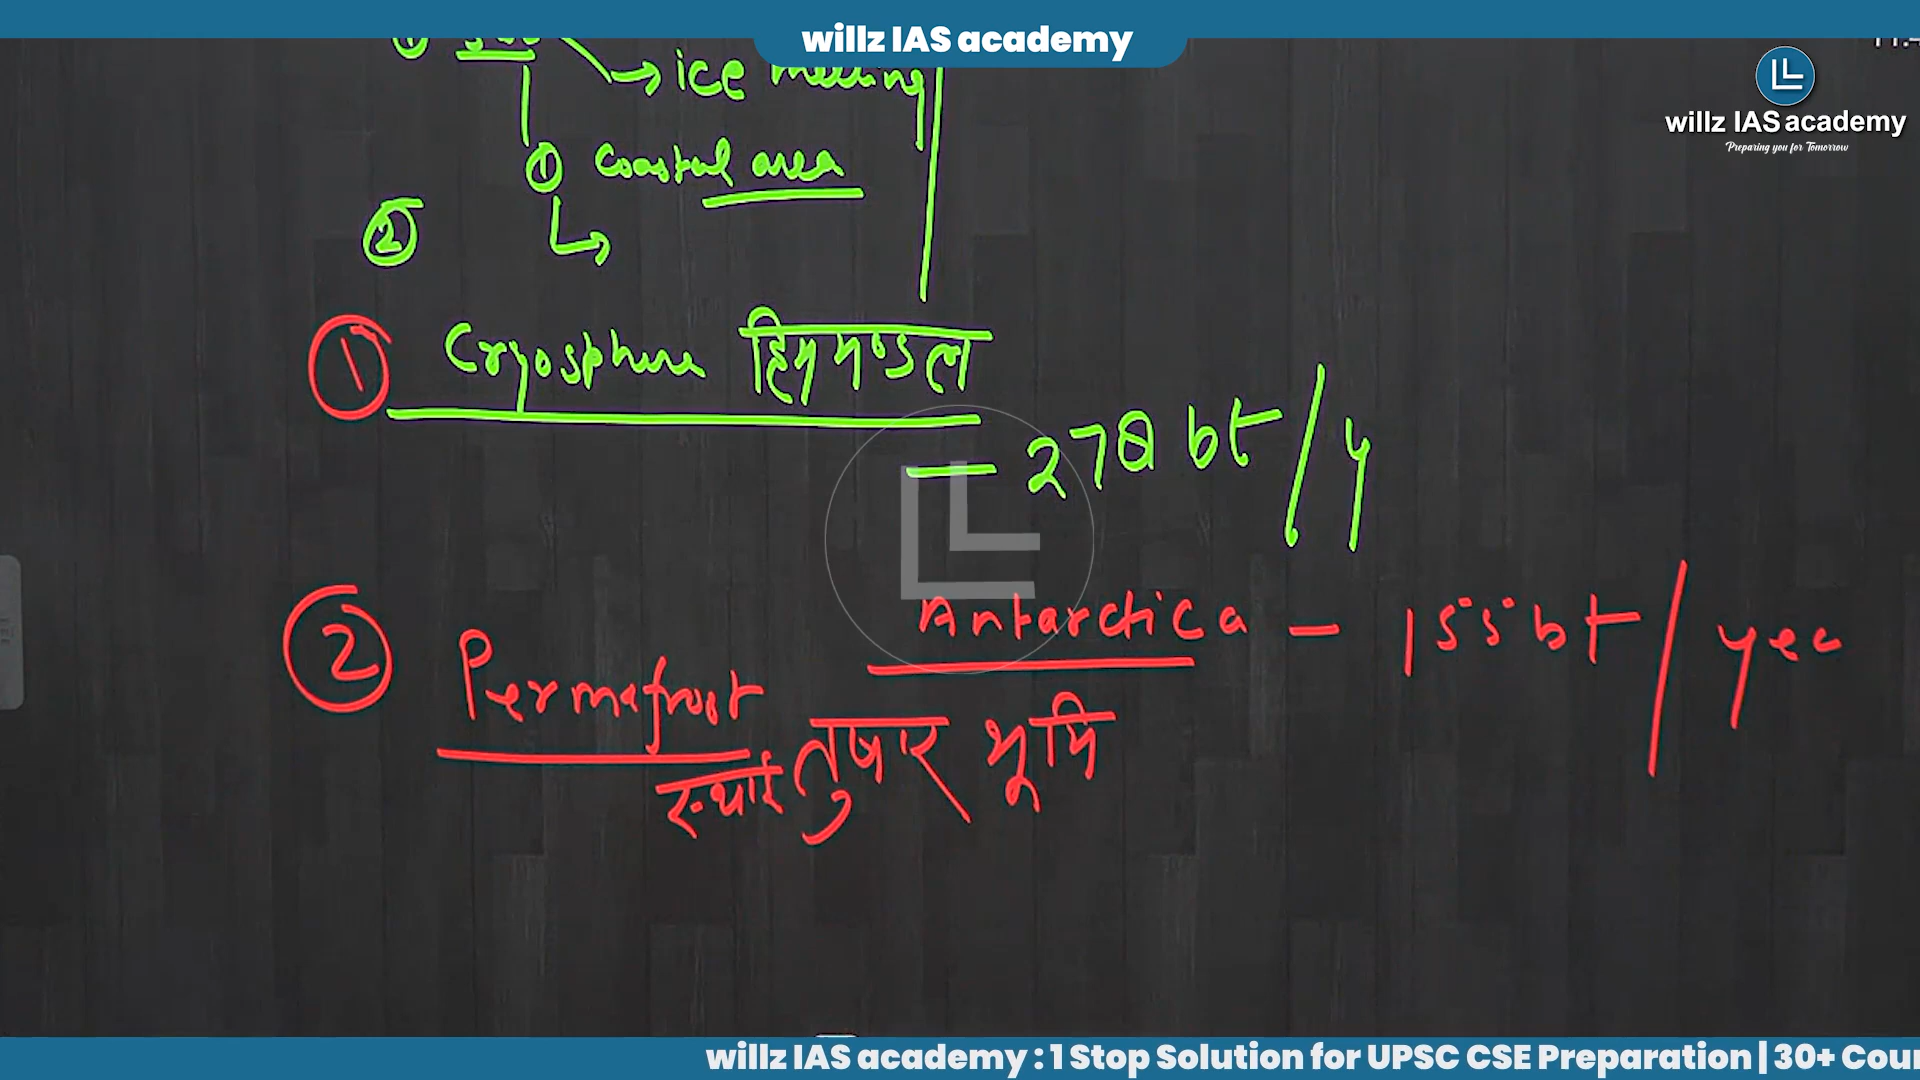 willz IAS academy
→ ice melting
willz IAS academy
Preparing you for Tomorrow
① coastal area
②
① Cryosphere हिममण्डल
— 278 bt/y
② Permafrost
Antarctica – 155 bt/yea
स्थाई तुषार भूमि
willz IAS academy : 1 Stop Solution for UPSC CSE Preparation | 30+ Cour